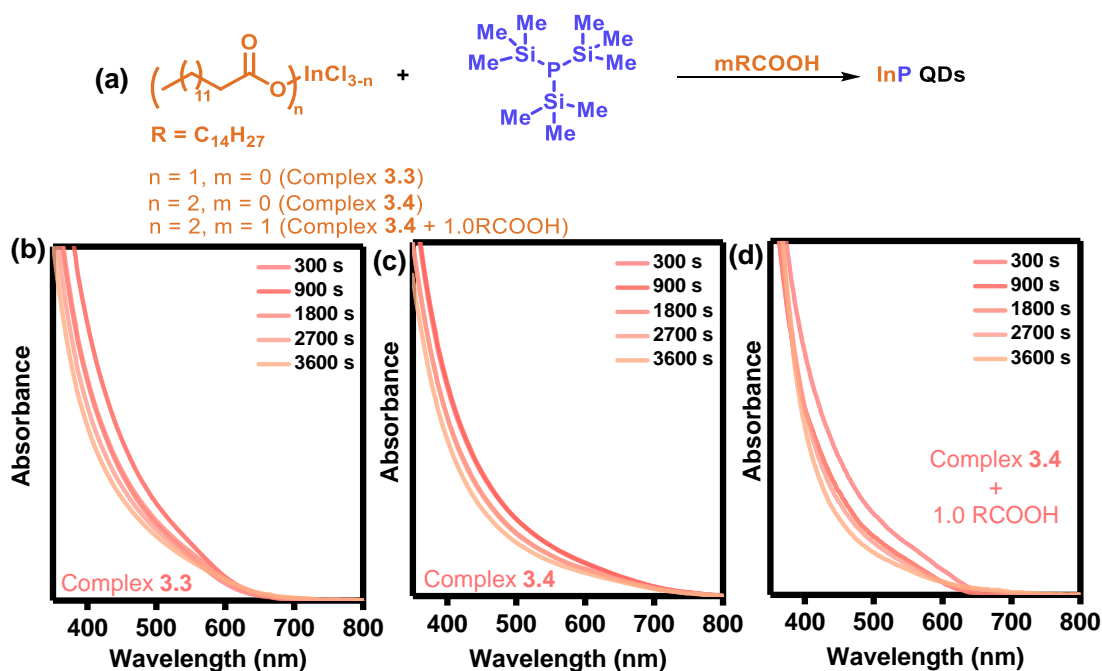 (a)
O
O
( )11
n
InCl3-n
+
Me Me
Me Si Si Me
Me P Me
Si
Me Me
Me
mRCOOH
InP QDs
R = C14H27
n = 1, m = 0 (Complex 3.3)
n = 2, m = 0 (Complex 3.4)
n = 2, m = 1 (Complex 3.4 + 1.0RCOOH)
(b)
300 s
900 s
1800 s
2700 s
3600 s
Complex 3.3
Absorbance
400 500 600 700 800
Wavelength (nm)
(c)
300 s
900 s
1800 s
2700 s
3600 s
Complex 3.4
Absorbance
400 500 600 700 800
Wavelength (nm)
(d)
300 s
900 s
1800 s
2700 s
3600 s
Complex 3.4
+
1.0 RCOOH
Absorbance
400 500 600 700 800
Wavelength (nm)